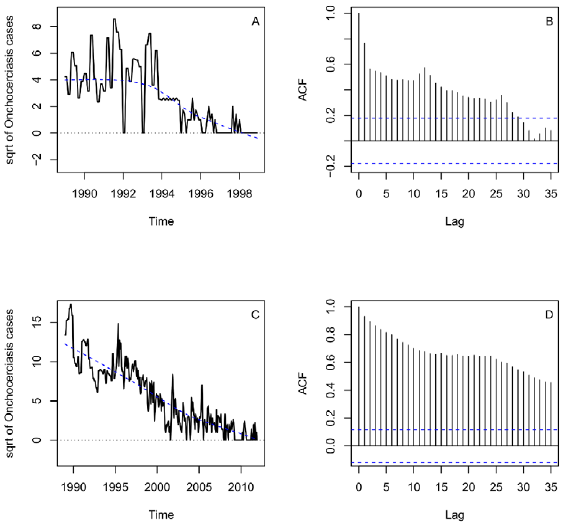 A
8
6
4
2
0
−2
sqrt of Onchocerciasis cases
1990 1992 1994 1996 1998
Time
B
1.0
0.6
0.2
−0.2
ACF
0 5 10 15 20 25 30 35
Lag
C
15
10
5
0
sqrt of Onchocerciasis cases
1990 1995 2000 2005 2010
Time
D
1.0
0.8
0.6
0.4
0.2
0.0
ACF
0 5 10 15 20 25 30 35
Lag